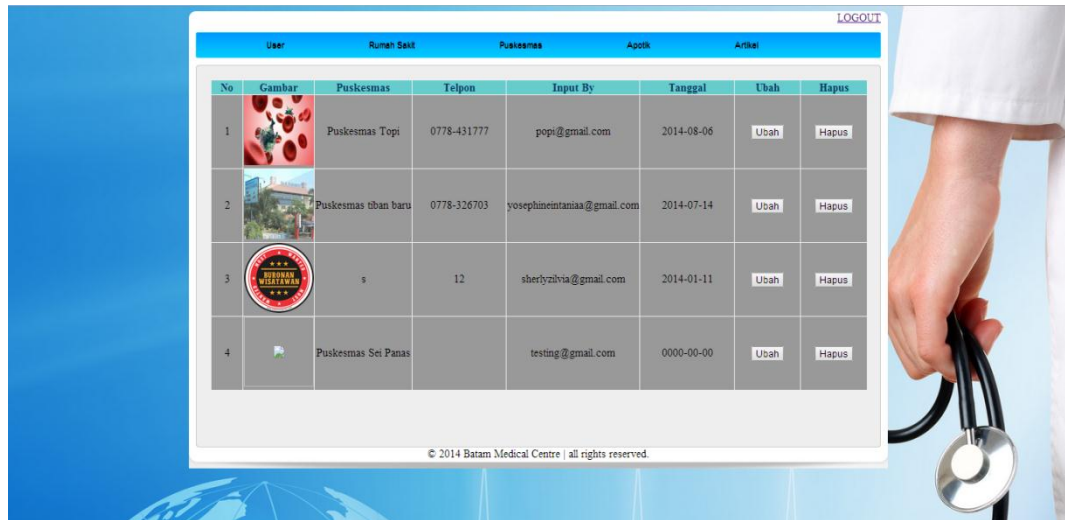 LOGOUT
User Rumah Sakit Puskesmas Apotik Artikel
No Gambar Puskesmas Telpon Input By Tanggal Ubah Hapus
1 Puskesmas Topi 0778-431777 popi@gmail.com 2014-08-06 Ubah Hapus
2 Puskesmas tiban baru 0778-326703 yosephineintaniaa@gmail.com 2014-07-14 Ubah Hapus
BURONAN
WISATAWAN
3 s 12 sherlyzilvia@gmail.com 2014-01-11 Ubah Hapus
4 Puskesmas Sei Panas testing@gmail.com 0000-00-00 Ubah Hapus
© 2014 Batam Medical Centre | all rights reserved.